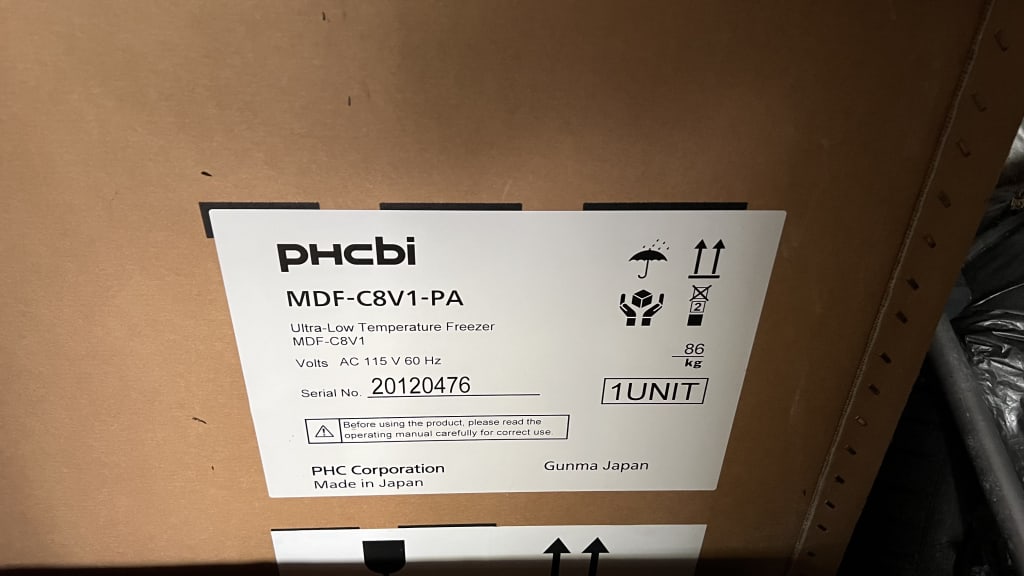 PHCbi
MDF-C8V1-PA
Ultra-Low Temperature Freezer
MDF-C8V1
Volts AC 115 V 60 Hz
Serial No. 20120476
2
86
kg
1UNIT
Before using the product, please read the
operating manual carefully for correct use.
PHC Corporation
Made in Japan
Gunma Japan